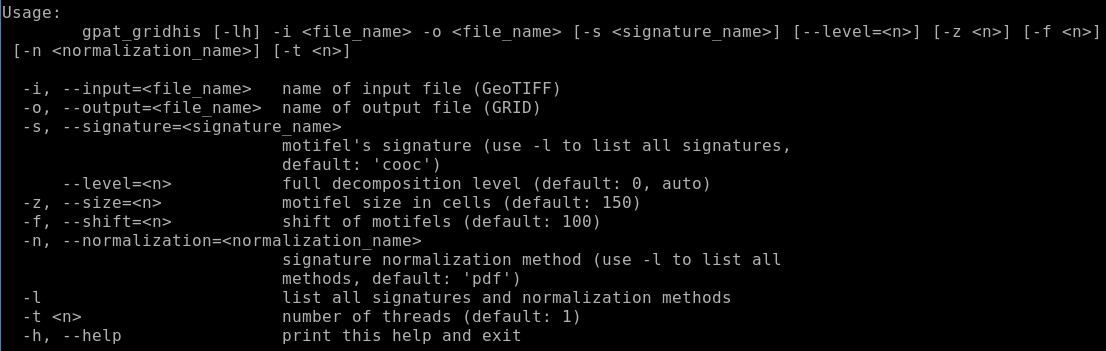 Usage:
        gpat_gridhis [-lh] -i <file_name> -o <file_name> [-s <signature_name>] [--level=<n>] [-z <n>] [-f <n>]
 [-n <normalization_name>] [-t <n>]

  -i, --input=<file_name>   name of input file (GeoTIFF)
  -o, --output=<file_name>  name of output file (GRID)
  -s, --signature=<signature_name>
                            motifel's signature (use -l to list all signatures,
                            default: 'cooc')
      --level=<n>           full decomposition level (default: 0, auto)
  -z, --size=<n>            motifel size in cells (default: 150)
  -f, --shift=<n>           shift of motifels (default: 100)
  -n, --normalization=<normalization_name>
                            signature normalization method (use -l to list all
                            methods, default: 'pdf')
  -l                        list all signatures and normalization methods
  -t <n>                    number of threads (default: 1)
  -h, --help                print this help and exit